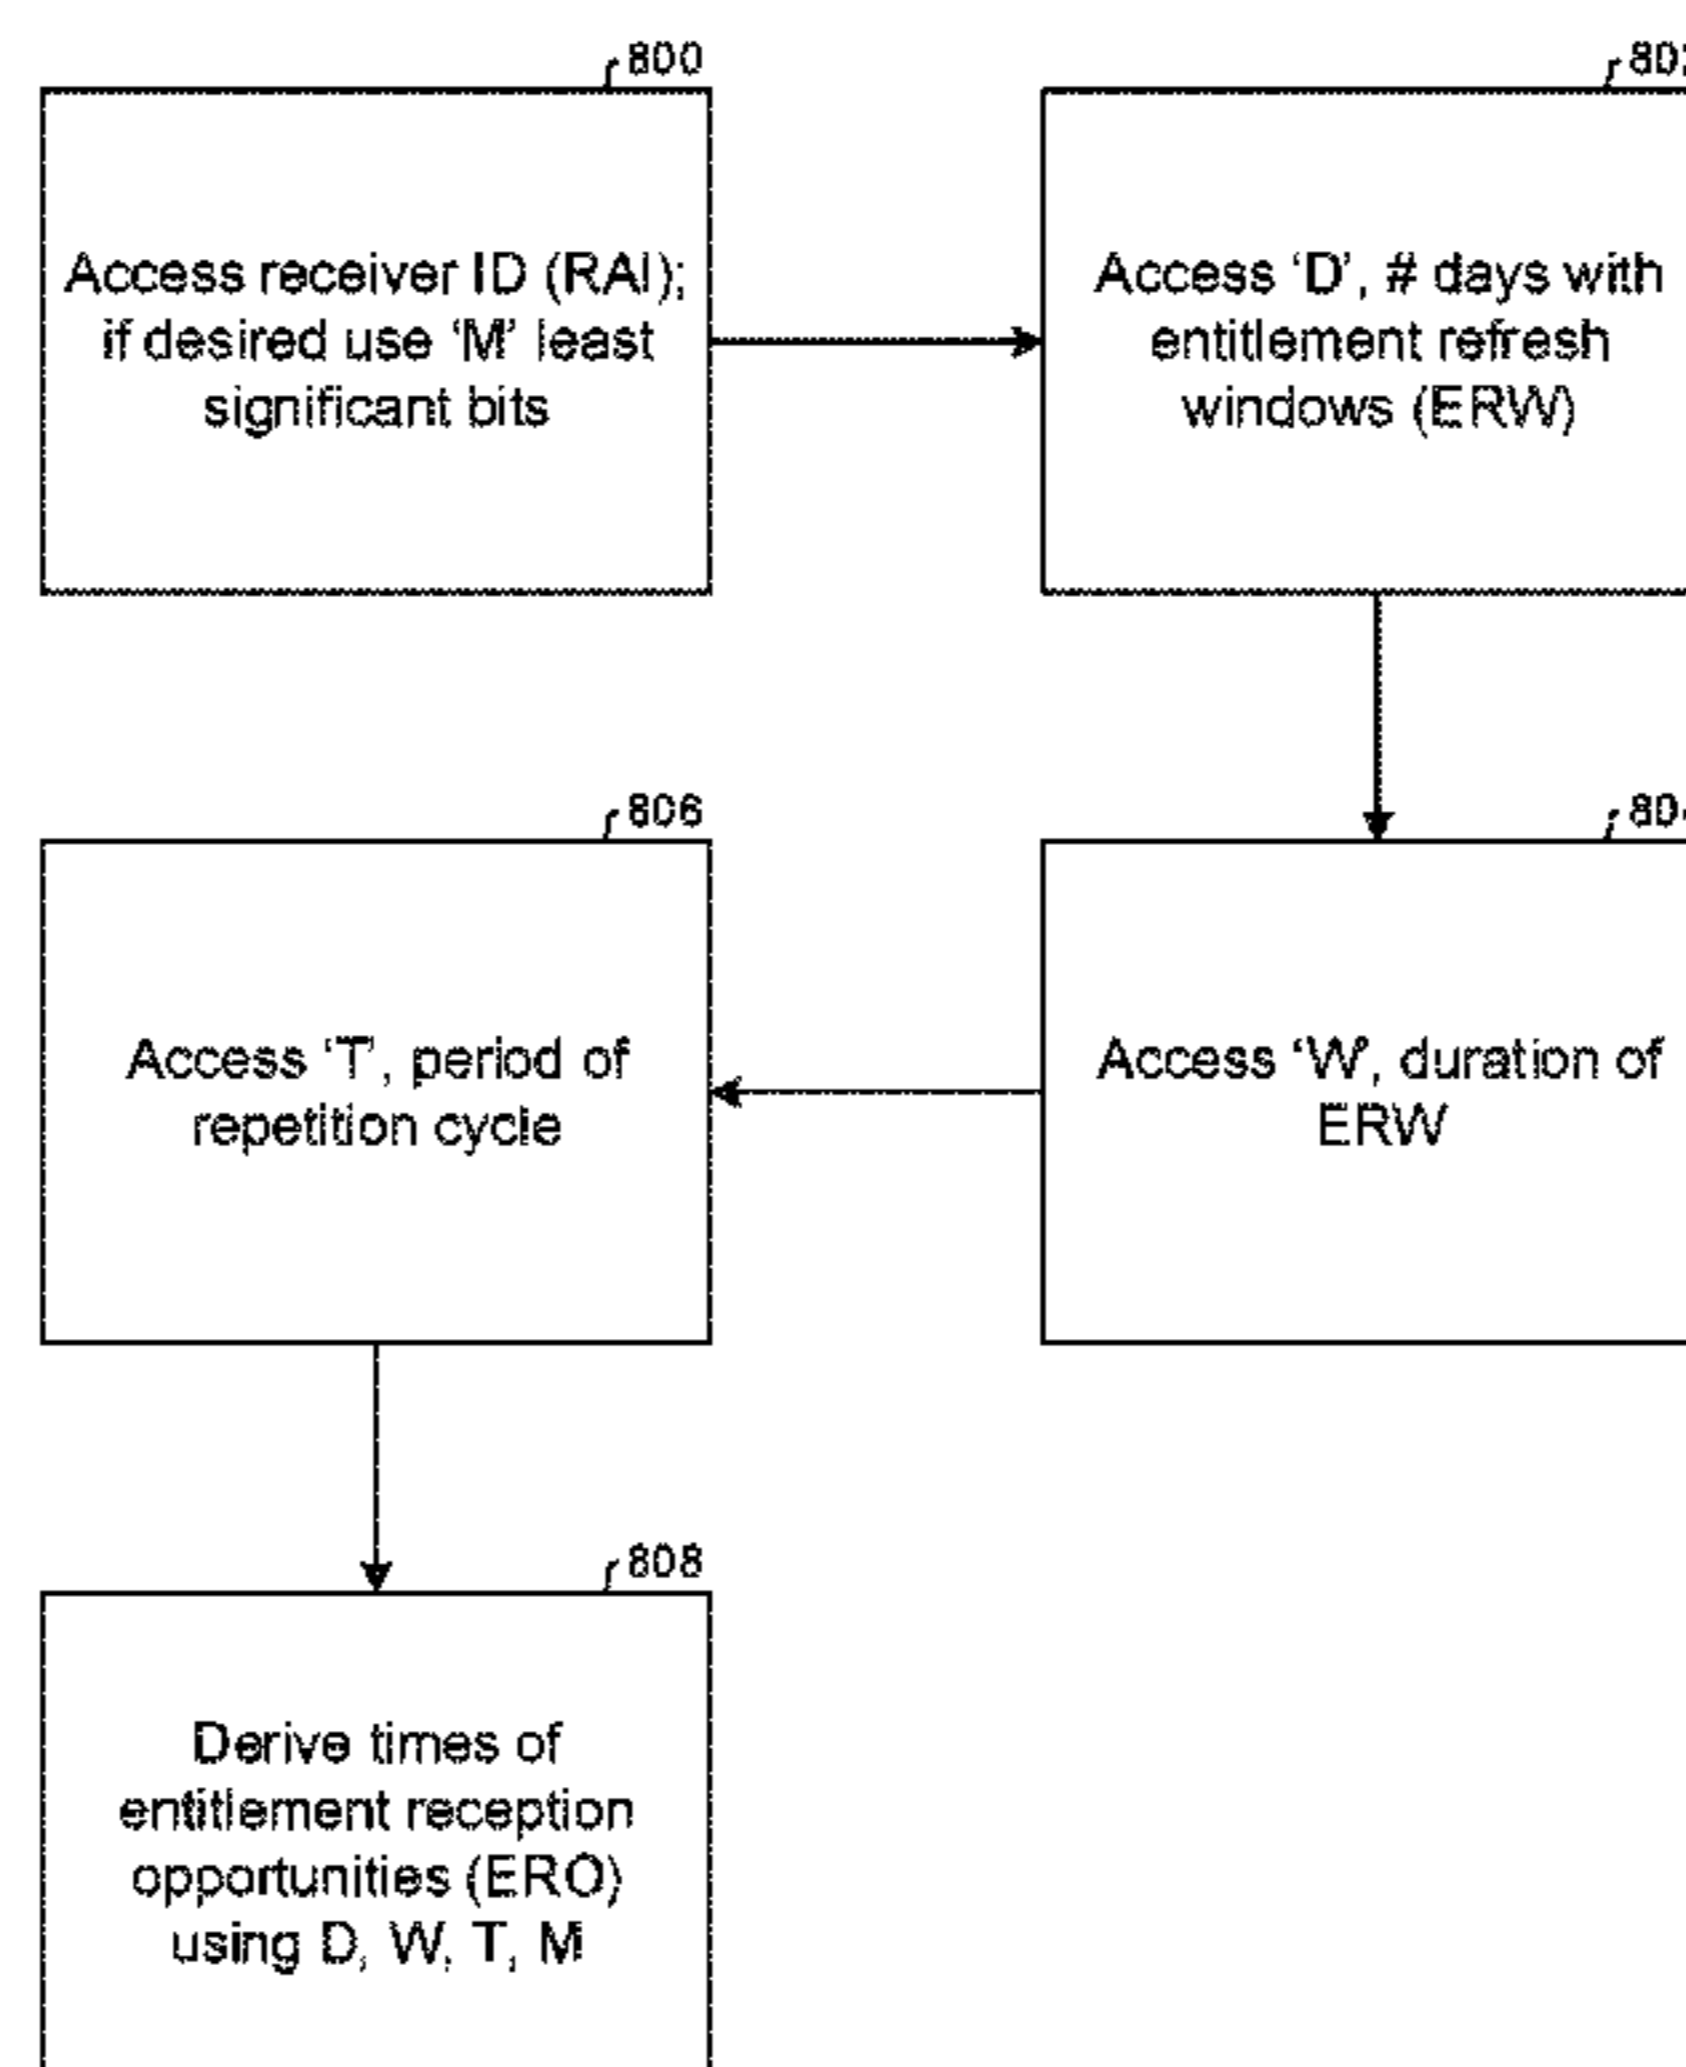 800
Access receiver ID (RAI);
if desired use ‘M’ least
significant bits
Access ‘D’, # days with
entitlement refresh
windows (ERW)
Access ‘W’, duration of
ERW
806
Access ‘T’, period of
repetition cycle
808
Derive times of
entitlement reception
opportunities (ERO)
using D, W, T, M